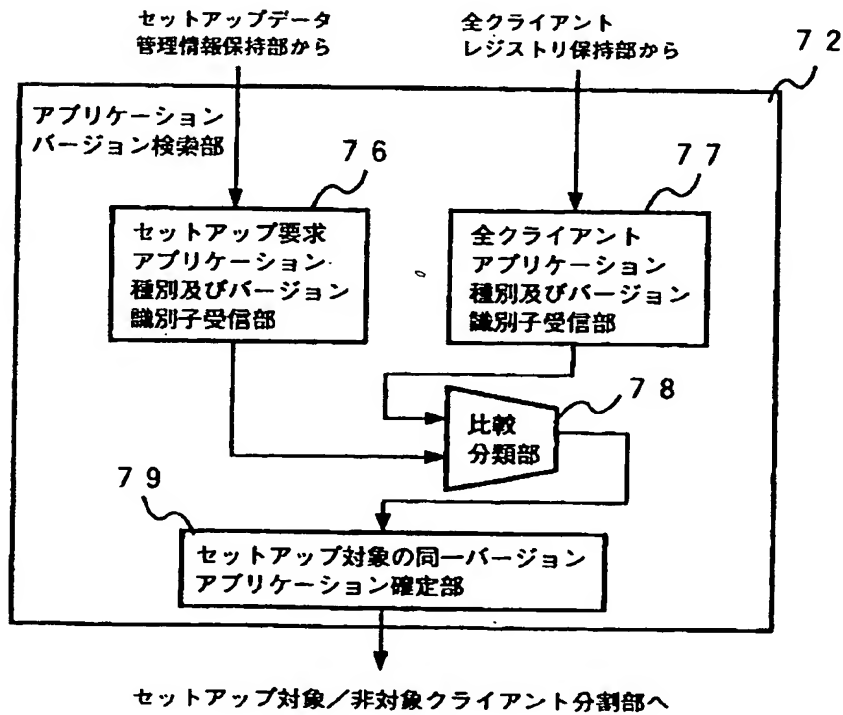 セットアップデータ
管理情報保持部から
全クライアント
レジストリ保持部から
72
アプリケーション
バージョン検索部
76
77
セットアップ要求
アプリケーション
種別及びバージョン
識別子受信部
全クライアント
アプリケーション
種別及びバージョン
識別子受信部
78
比較
分類部
79
セットアップ対象の同一バージョン
アプリケーション確定部
セットアップ対象/非対象クライアント分割部へ